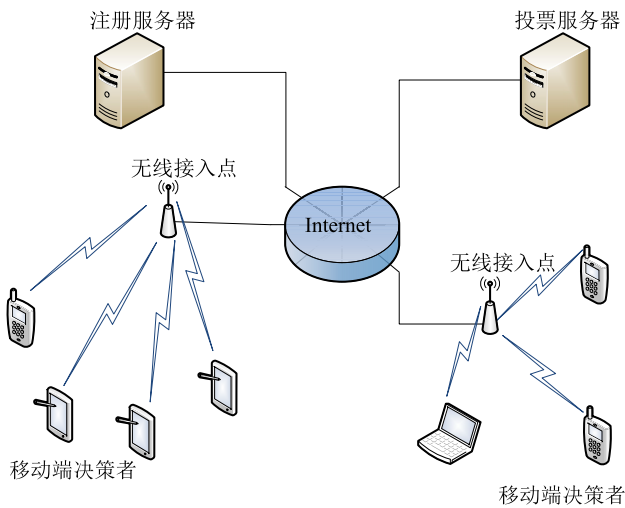 注册服务器
投票服务器
无线接入点
Internet
无线接入点
移动端决策者
移动端决策者